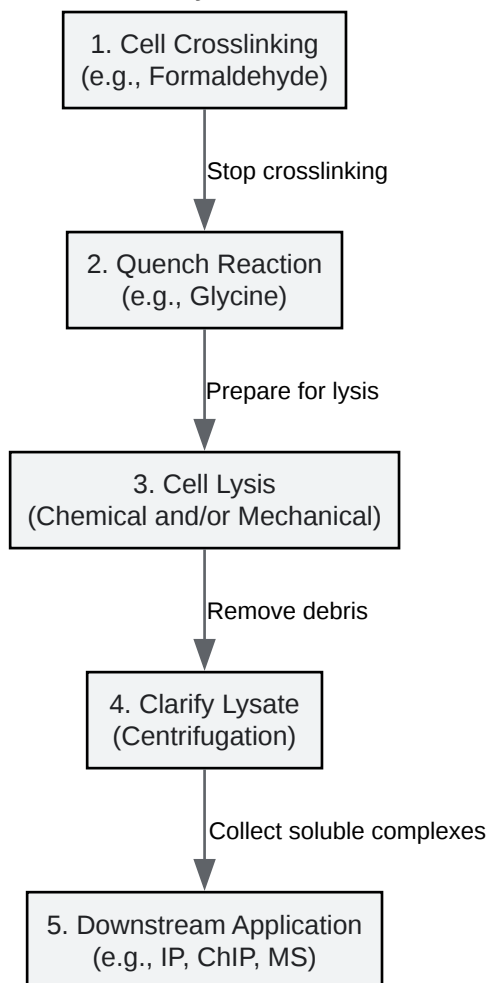 1. Cell Crosslinking
(e.g., Formaldehyde)
Stop crosslinking
2. Quench Reaction
(e.g., Glycine)
Prepare for lysis
3. Cell Lysis
(Chemical and/or Mechanical)
Remove debris
4. Clarify Lysate
(Centrifugation)
Collect soluble complexes
5. Downstream Application
(e.g., IP, ChIP, MS)